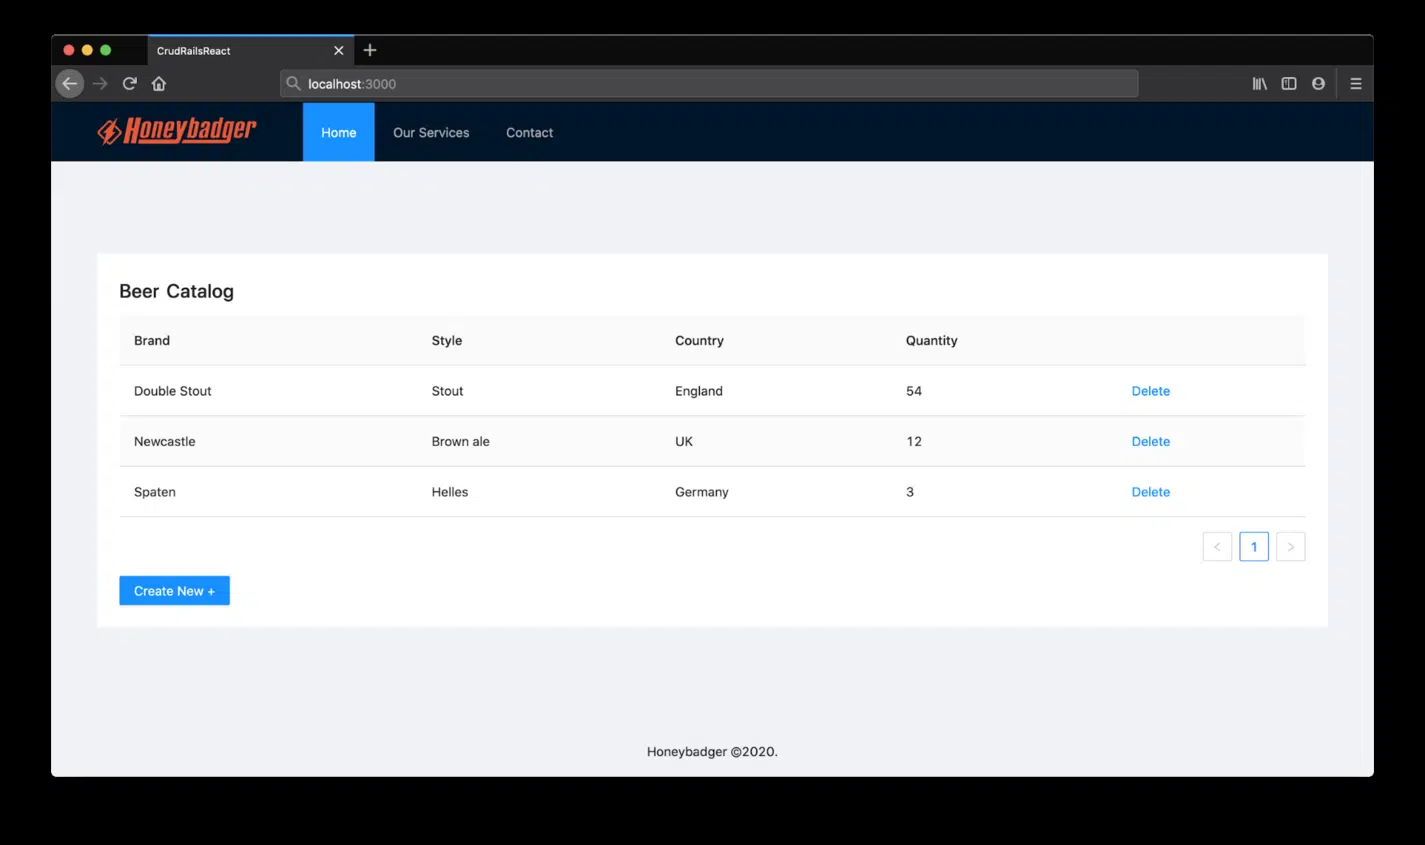 CrudRailsReact
localhost:3000
Honeybadger Home Our Services Contact
Beer Catalog
Brand Style Country Quantity
Double Stout Stout England 54 Delete
Newcastle Brown ale UK 12 Delete
Spaten Helles Germany 3 Delete
< 1 >
Create New +
Honeybadger ©2020.